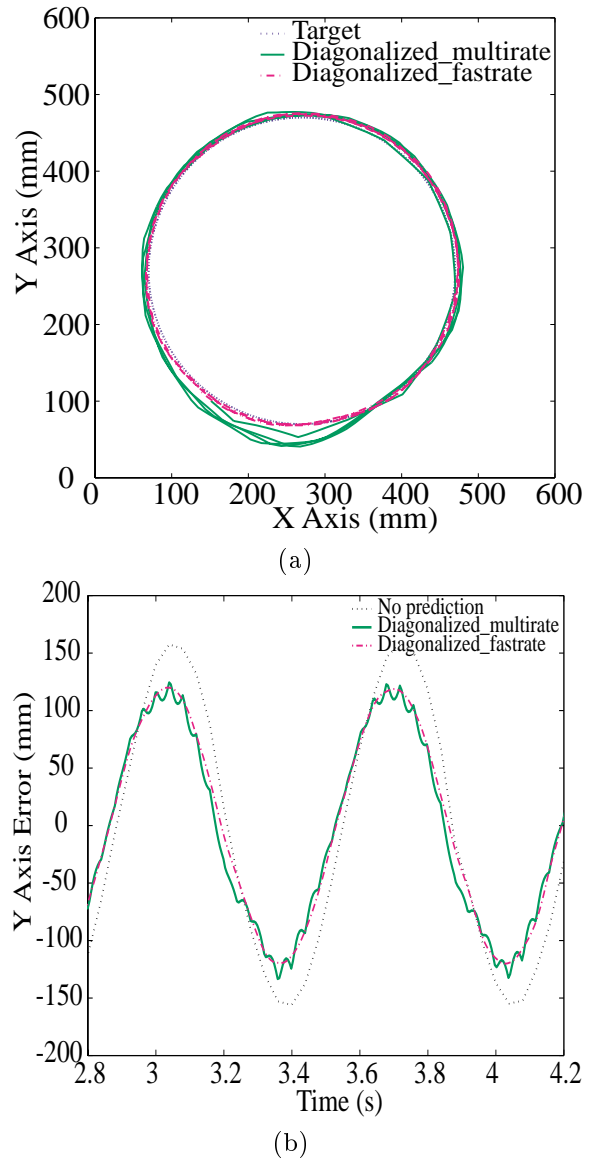 Target
Diagonalized_multirate
Diagonalized_fastrate
600
500
400
300
200
100
0
Y Axis (mm)
0 100 200 300 400 500 600
X Axis (mm)
(a)
No prediction
Diagonalized_multirate
Diagonalized_fastrate
200
150
100
50
0
-50
-100
-150
-200
Y Axis Error (mm)
2.8 3 3.2 3.4 3.6 3.8 4 4.2
Time (s)
(b)